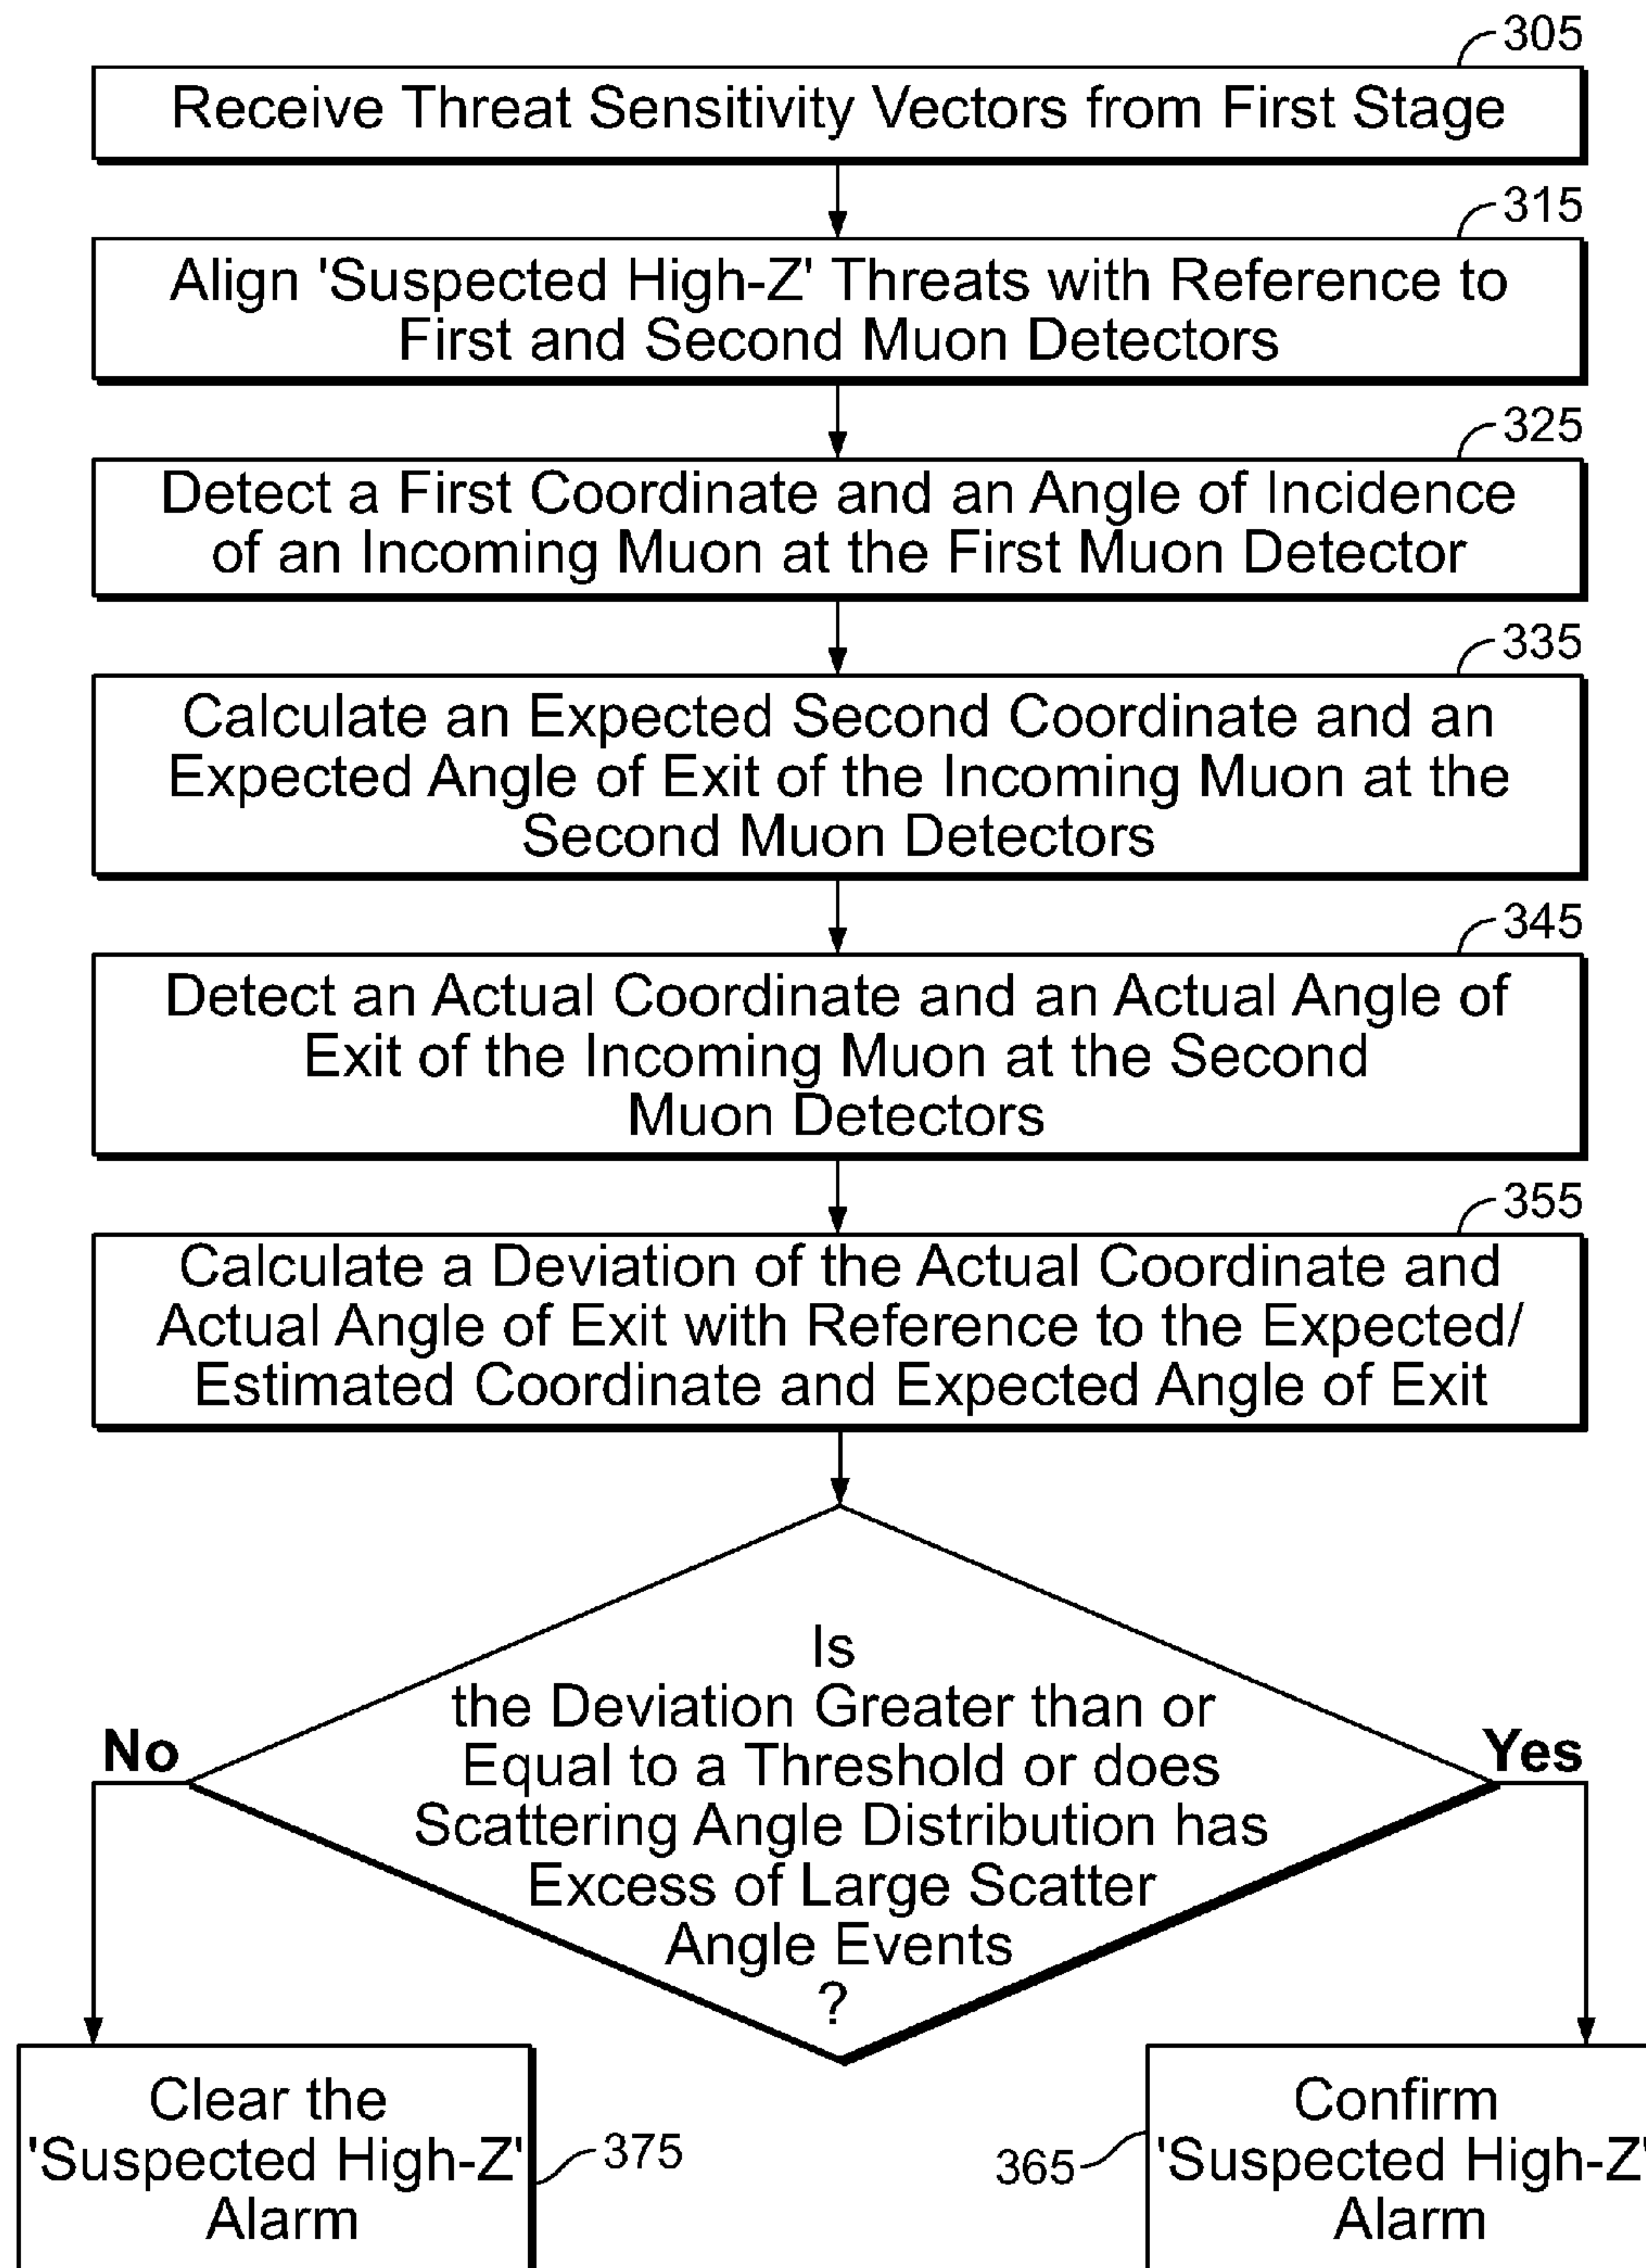 305
Receive Threat Sensitivity Vectors from First Stage
315
Align 'Suspected High-Z' Threats with Reference to
First and Second Muon Detectors
325
Detect a First Coordinate and an Angle of Incidence
of an Incoming Muon at the First Muon Detector
335
Calculate an Expected Second Coordinate and an
Expected Angle of Exit of the Incoming Muon at the
Second Muon Detectors
345
Detect an Actual Coordinate and an Actual Angle of
Exit of the Incoming Muon at the Second
Muon Detectors
355
Calculate a Deviation of the Actual Coordinate and
Actual Angle of Exit with Reference to the Expected/
Estimated Coordinate and Expected Angle of Exit
Is
the Deviation Greater than or
Equal to a Threshold or does
Scattering Angle Distribution has
Excess of Large Scatter
Angle Events
?
No
Yes
Clear the
'Suspected High-Z'
Alarm
375
365
Confirm
'Suspected High-Z'
Alarm